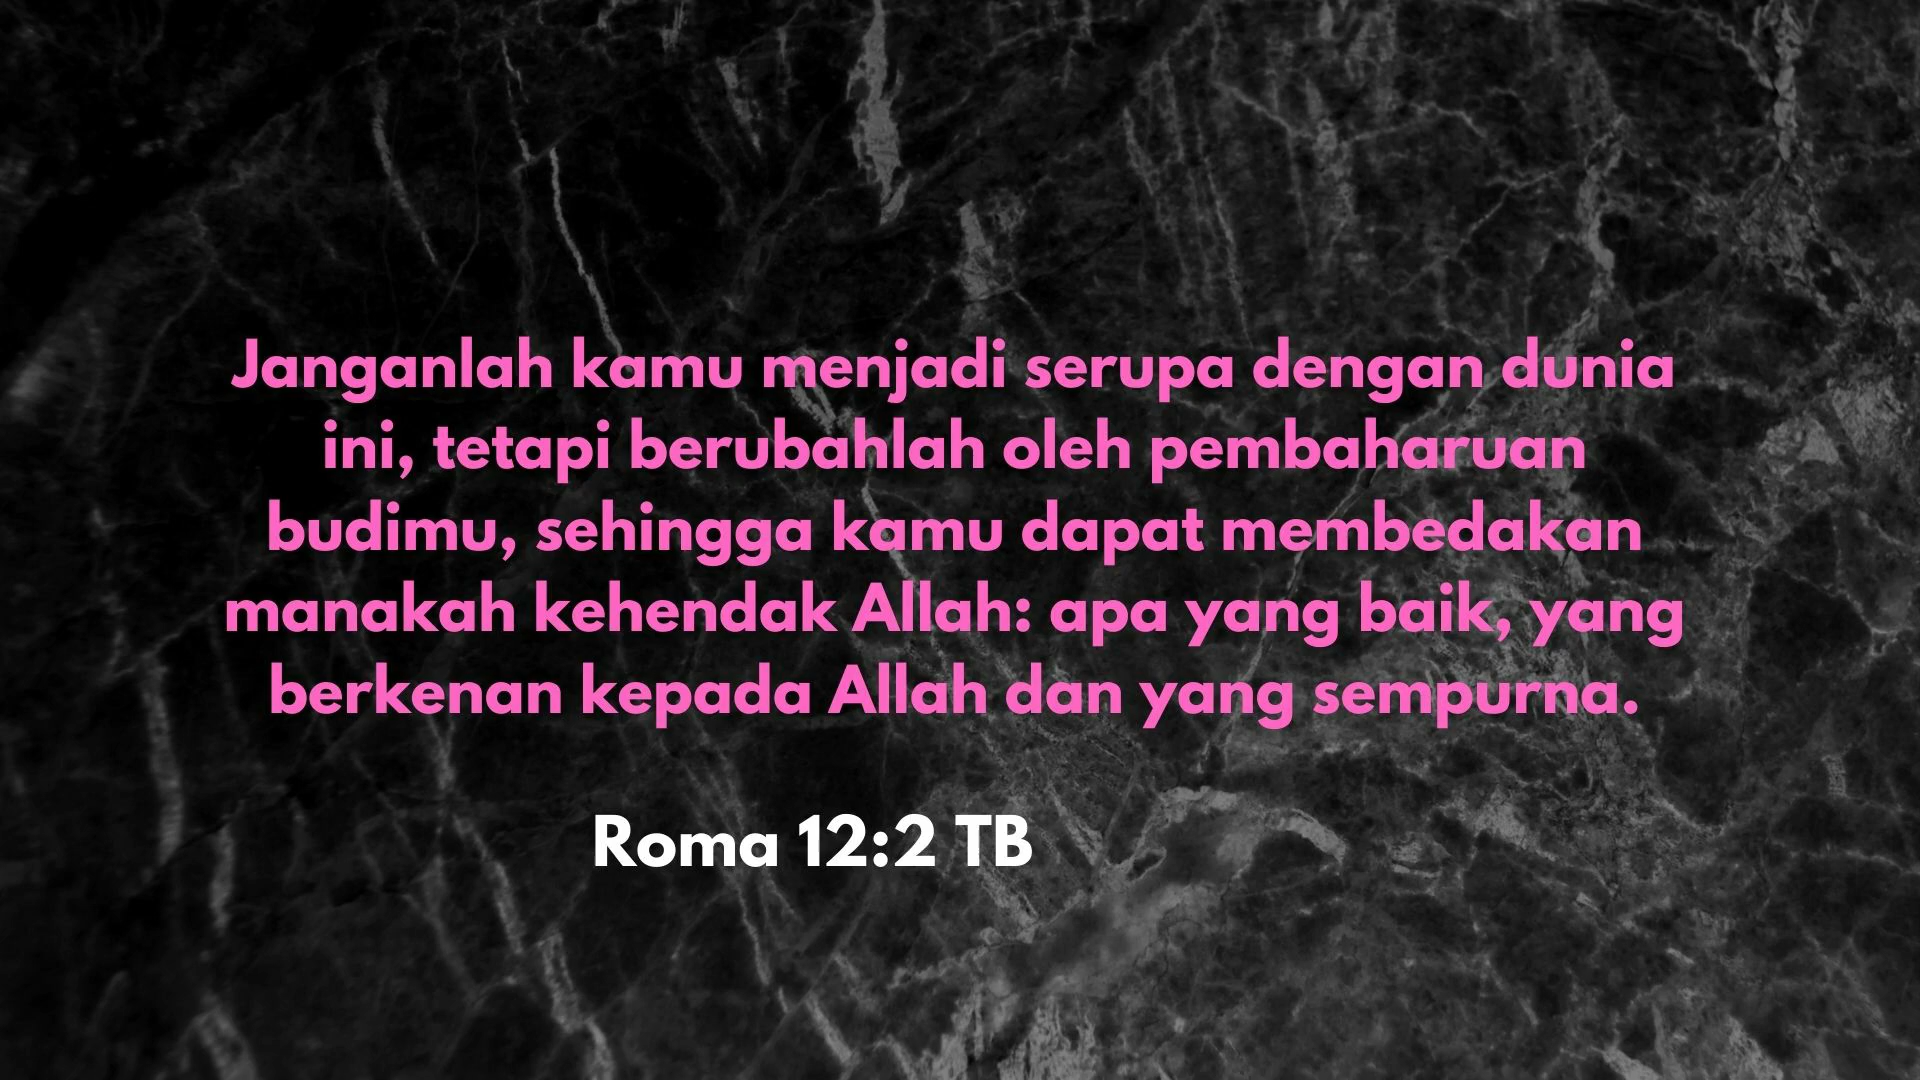 Janganlah kamu menjadi serupa dengan dunia
ini, tetapi berubahlah oleh pembaharuan
budimu, sehingga kamu dapat membedakan
manakah kehendak Allah: apa yang baik, yang
berkenan kepada Allah dan yang sempurna.
Roma 12:2 TB